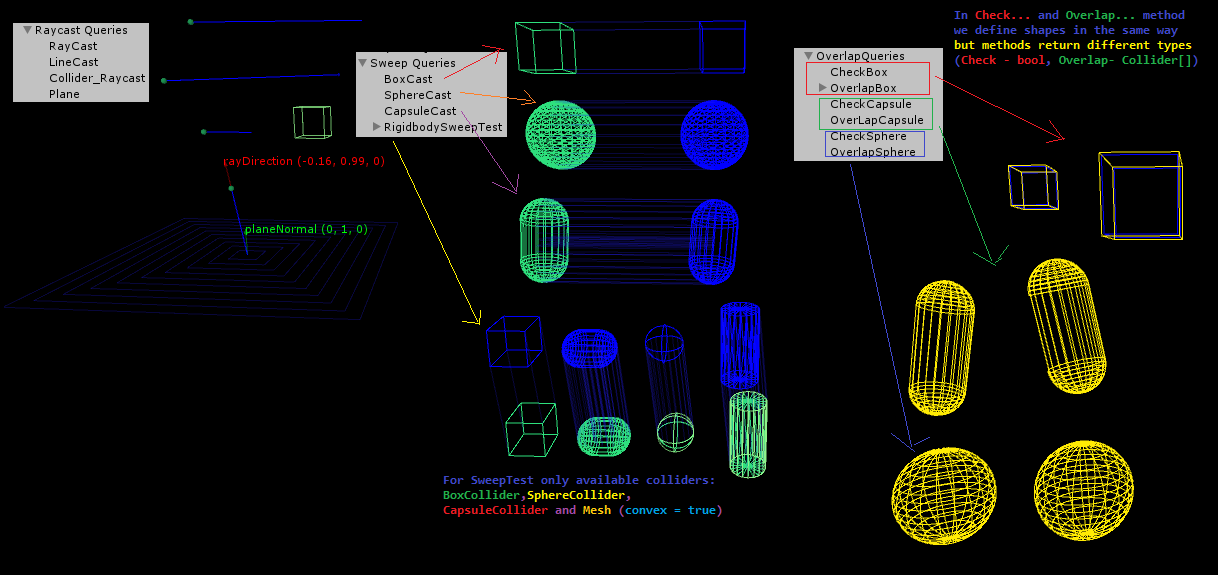 Raycast Queries
RayCast
LineCast
Collider_Raycast
Plane
rayDirection (-0.16, 0.99, 0)
planeNormal (0, 1, 0)
Sweep Queries
BoxCast
SphereCast
CapsuleCast
RigidbodySweepTest
For SweepTest only available colliders:
BoxCollider,SphereCollider,
CapsuleCollider and Mesh (convex = true)
OverlapQueries
CheckBox
OverlapBox
CheckCapsule
OverLapCapsule
CheckSphere
OverlapSphere
In Check... and Overlap... method
we define shapes in the same way
but methods return different types
(Check - bool, Overlap- Collider[])